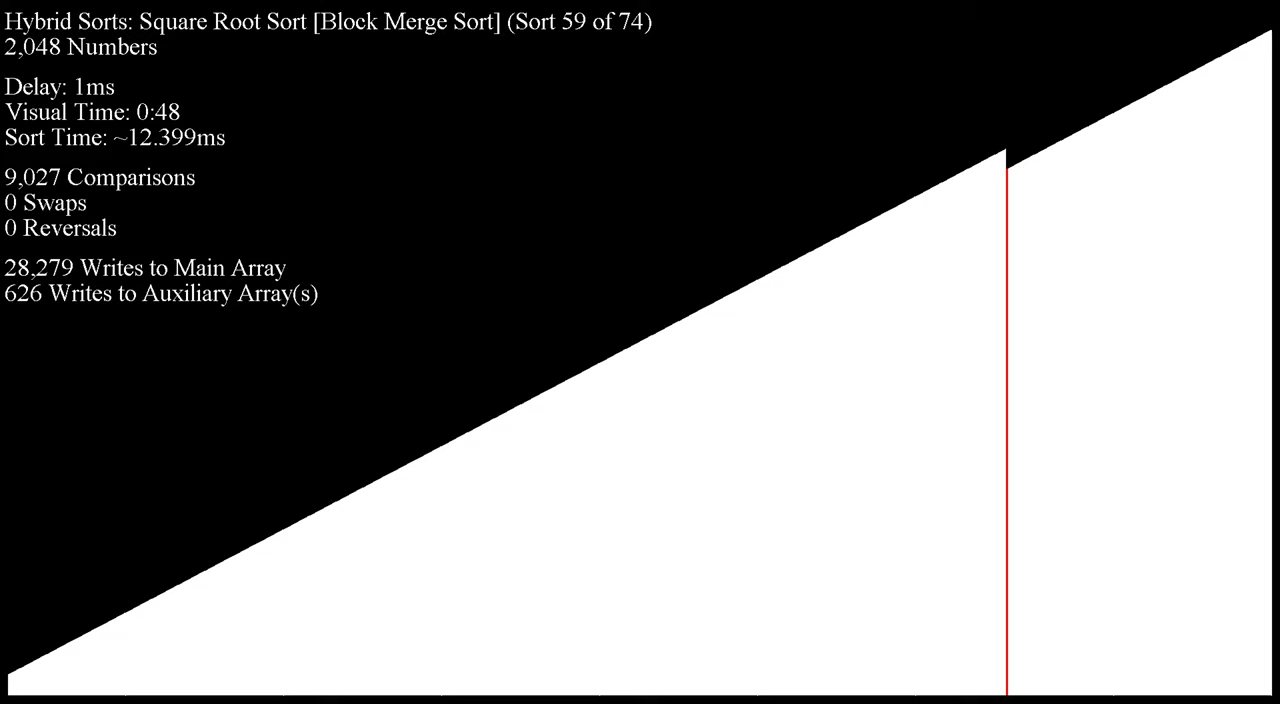 Hybrid Sorts: Square Root Sort [Block Merge Sort] (Sort 59 of 74)
2,048 Numbers
Delay: 1ms
Visual Time: 0:48
Sort Time: ~12.399ms
9,027 Comparisons
0 Swaps
0 Reversals
28,279 Writes to Main Array
626 Writes to Auxiliary Array(s)